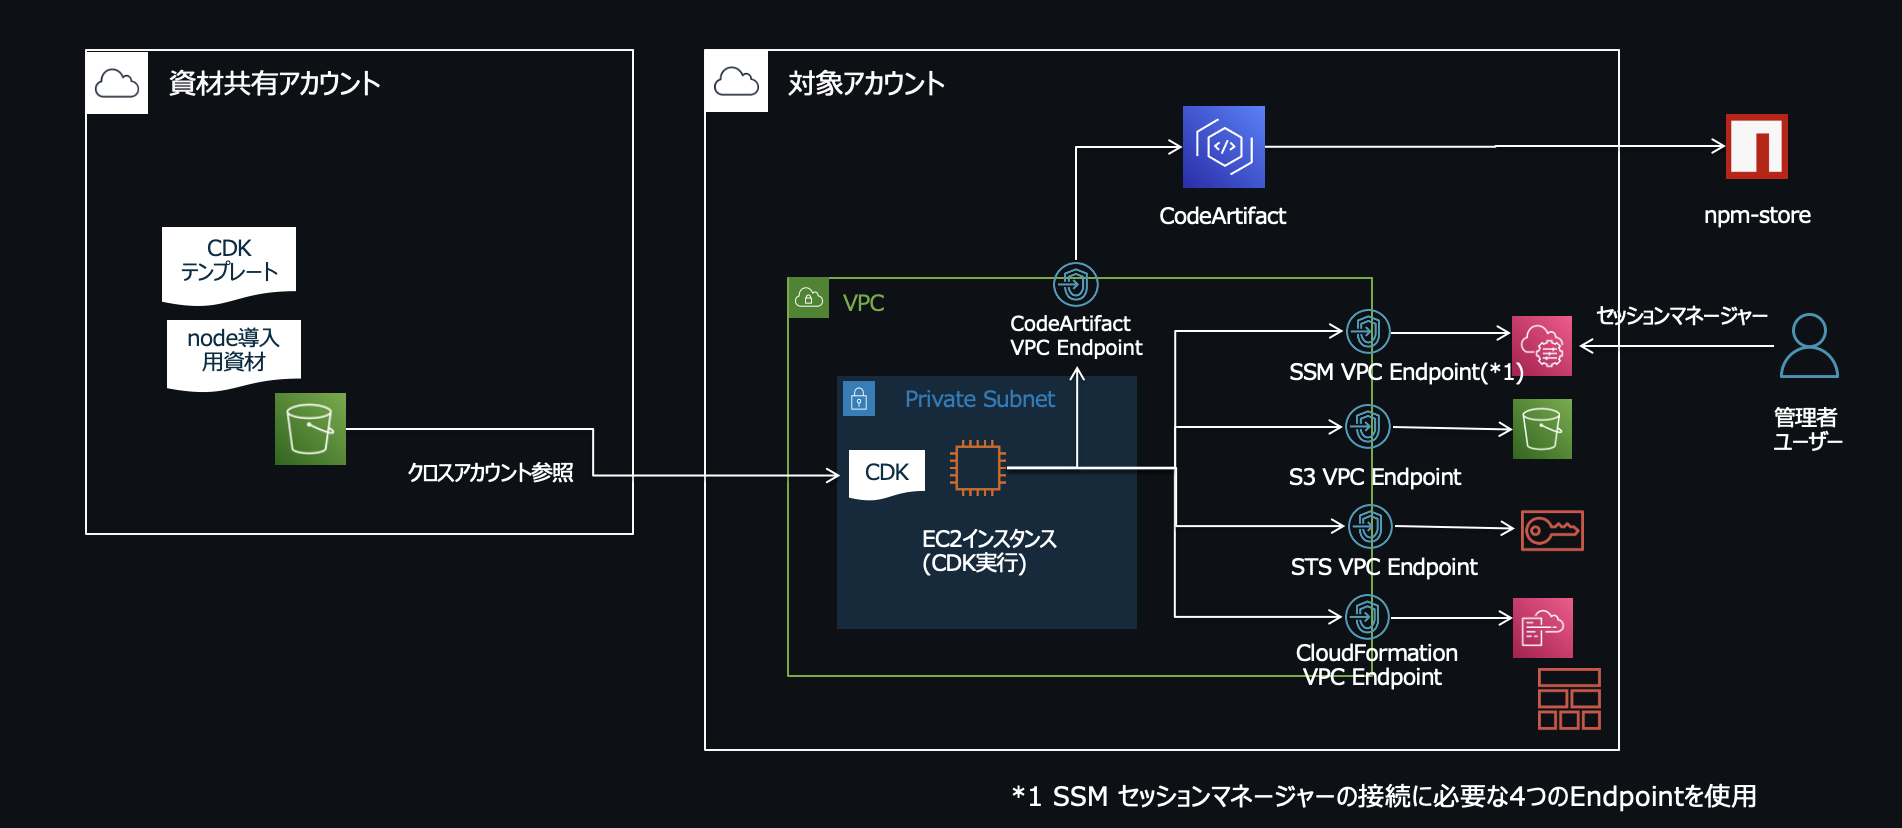 資材共有アカウント
対象アカウント
CodeArtifact
npm-store
CDK
テンプレート
node導入
用資材
クロスアカウント参照
VPC
CodeArtifact
VPC Endpoint
Private Subnet
CDK
EC2インスタンス
(CDK実行)
SSM VPC Endpoint(*1)
S3 VPC Endpoint
STS VPC Endpoint
CloudFormation
VPC Endpoint
セッションマネージャー
管理者
ユーザー
*1 SSM セッションマネージャーの接続に必要な4つのEndpointを使用